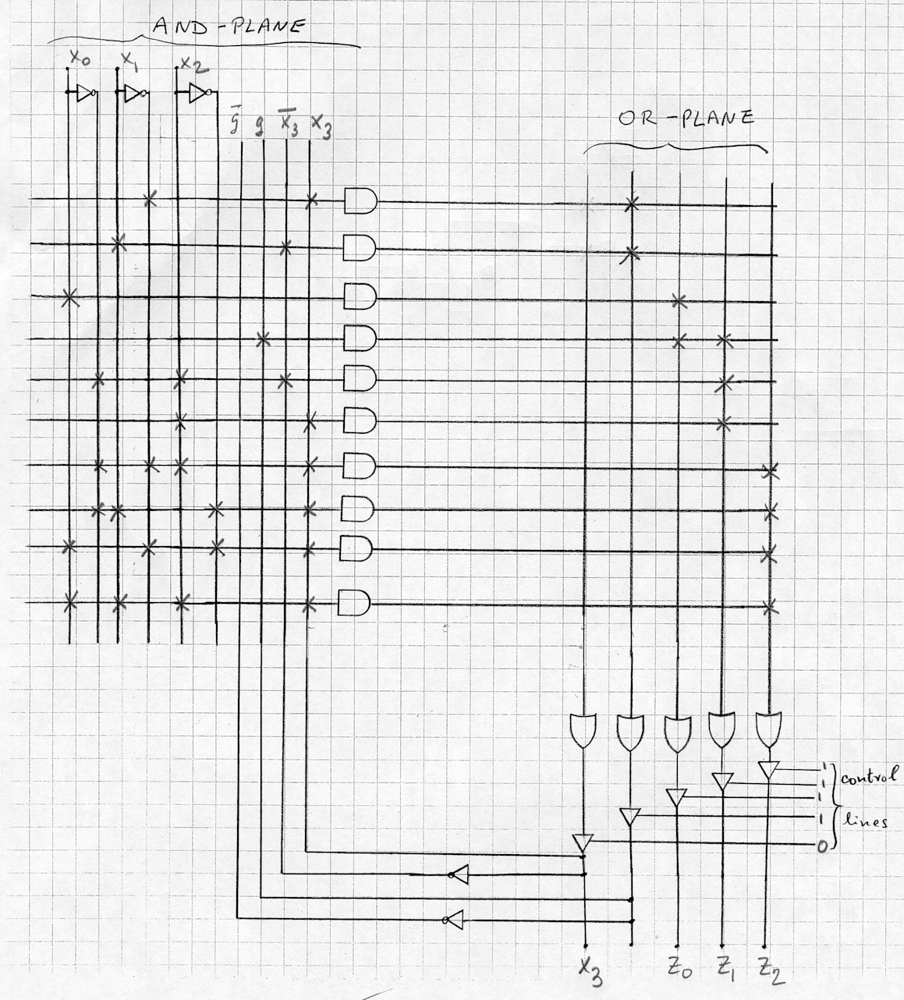 AND-PLANE
x₀ x₁ x₂
g̅ g x̅₃ x₃
OR-PLANE
1
1 control
1
1 lines
0
x₃ z₀ z₁ z₂